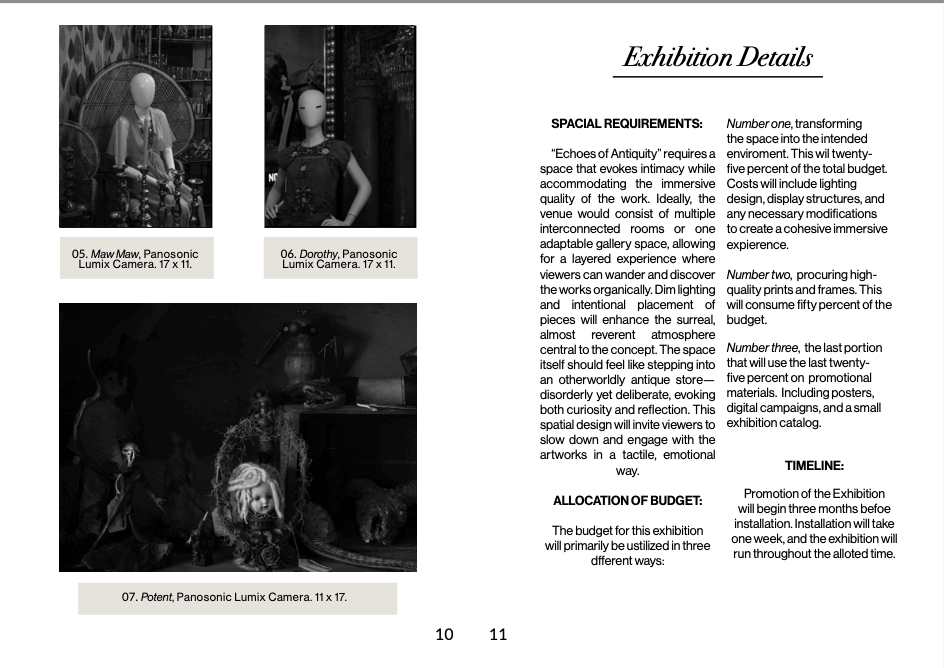 05. Maw Maw, Panosonic
Lumix Camera. 17 x 11.
06. Dorothy, Panosonic
Lumix Camera. 17 x 11.
07. Potent, Panosonic Lumix Camera. 11 x 17.
10
Exhibition Details
SPACIAL REQUIREMENTS:
“Echoes of Antiquity” requires a
space that evokes intimacy while
accommodating the immersive
quality of the work. Ideally, the
venue would consist of multiple
interconnected rooms or one
adaptable gallery space, allowing
for a layered experience where
viewers can wander and discover
the works organically. Dim lighting
and intentional placement of
pieces will enhance the surreal,
almost reverent atmosphere
central to the concept. The space
itself should feel like stepping into
an otherworldly antique store—
disorderly yet deliberate, evoking
both curiosity and reflection. This
spatial design will invite viewers to
slow down and engage with the
artworks in a tactile, emotional
way.
ALLOCATION OF BUDGET:
The budget for this exhibition
will primarily be ustilized in three
dfferent ways:
Number one, transforming
the space into the intended
enviroment. This wil twenty-
five percent of the total budget.
Costs will include lighting
design, display structures, and
any necessary modifications
to create a cohesive immersive
expierence.
Number two, procuring high-
quality prints and frames. This
will consume fifty percent of the
budget.
Number three, the last portion
that will use the last twenty-
five percent on promotional
materials. Including posters,
digital campaigns, and a small
exhibition catalog.
TIMELINE:
Promotion of the Exhibition
will begin three months befoe
installation. Installation will take
one week, and the exhibition will
run throughout the alloted time.
11